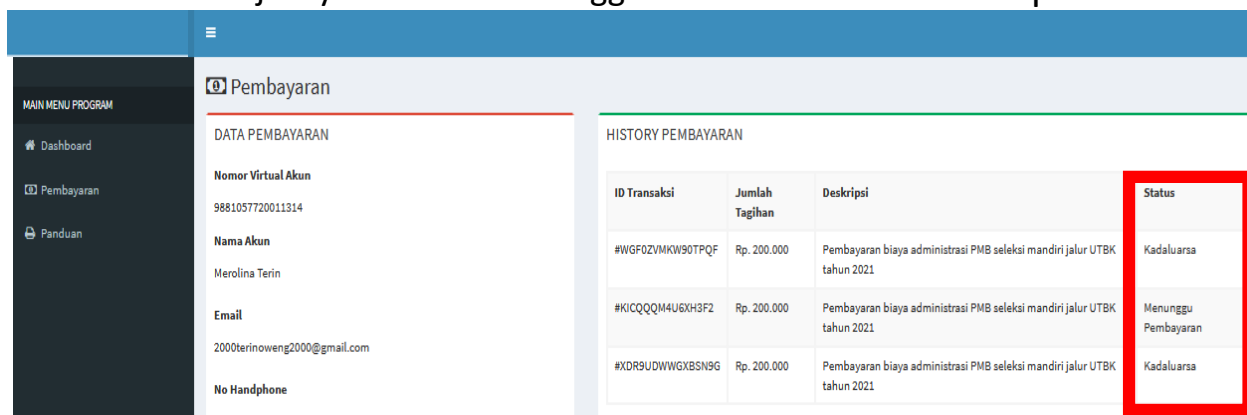 MAIN MENU PROGRAM
Dashboard
Pembayaran
Panduan
Pembayaran
DATA PEMBAYARAN
Nomor Virtual Akun
9881057720011314
Nama Akun
Merolina Terin
Email
2000terinoweng2000@gmail.com
No Handphone
HISTORY PEMBAYARAN
ID Transaksi Jumlah Tagihan Deskripsi Status
#WGF0ZVMKW90TPQF Rp. 200.000 Pembayaran biaya administrasi PMB seleksi mandiri jalur UTBK Kadaluarsa
tahun 2021
#KICQQQM4U6XH3F2 Rp. 200.000 Pembayaran biaya administrasi PMB seleksi mandiri jalur UTBK Menunggu
tahun 2021 Pembayaran
#XDR9UDWWGXBSN9G Rp. 200.000 Pembayaran biaya administrasi PMB seleksi mandiri jalur UTBK Kadaluarsa
tahun 2021